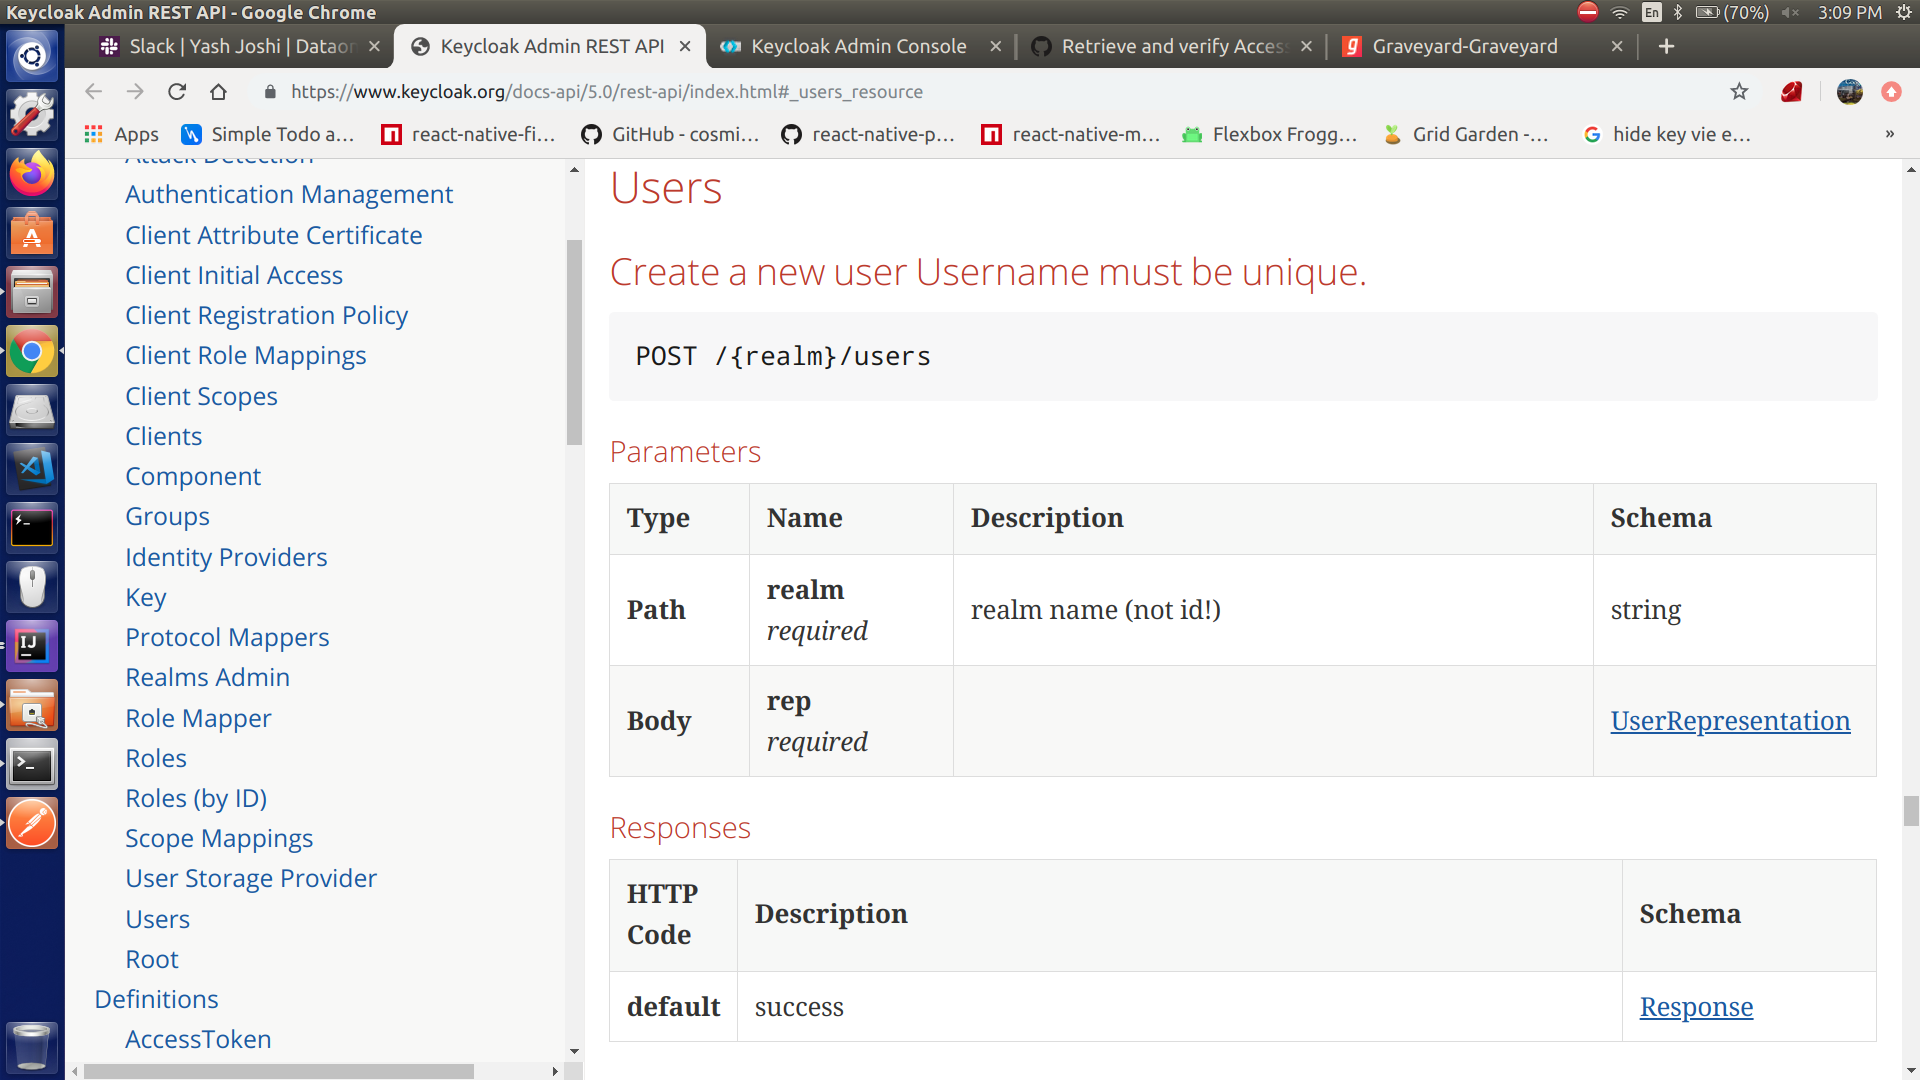 Keycloak Admin REST API - Google Chrome
En
(70%)
3:09 PM
Slack | Yash Joshi | Dataor
Keycloak Admin REST API
Keycloak Admin Console
Retrieve and verify Acces
Graveyard-Graveyard
https://www.keycloak.org/docs-api/5.0/rest-api/index.html#_users_resource
Apps
Simple Todo a...
react-native-fi...
GitHub - cosmi...
react-native-p...
react-native-m...
Flexbox Frogg...
Grid Garden -...
hide key vie e...
»
Attack Detection
Authentication Management
Client Attribute Certificate
Client Initial Access
Client Registration Policy
Client Role Mappings
Client Scopes
Clients
Component
Groups
Identity Providers
Key
Protocol Mappers
Realms Admin
Role Mapper
Roles
Roles (by ID)
Scope Mappings
User Storage Provider
Users
Root
Definitions
AccessToken
Users
Create a new user Username must be unique.
POST /{realm}/users
Parameters
Type Name Description Schema
Path realm required realm name (not id!) string
Body rep required UserRepresentation
Responses
HTTP Code Description Schema
default success Response